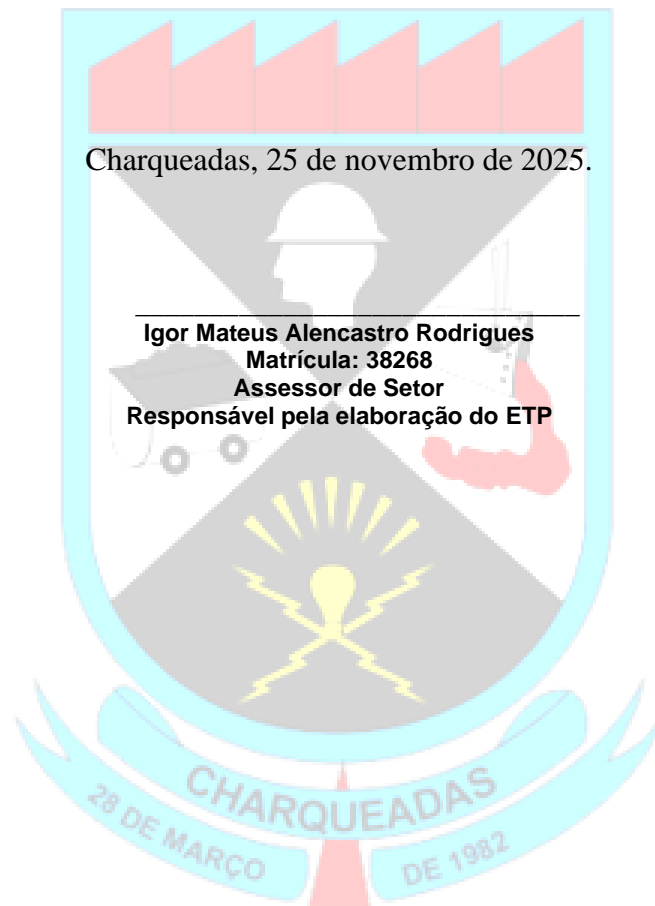 Charqueadas, 25 de novembro de 2025.
Igor Mateus Alencastro Rodrigues
Matrícula: 38268
Assessor de Setor
Responsável pela elaboração do ETP
CHARQUEADAS
28 DE MARÇO DE 1982